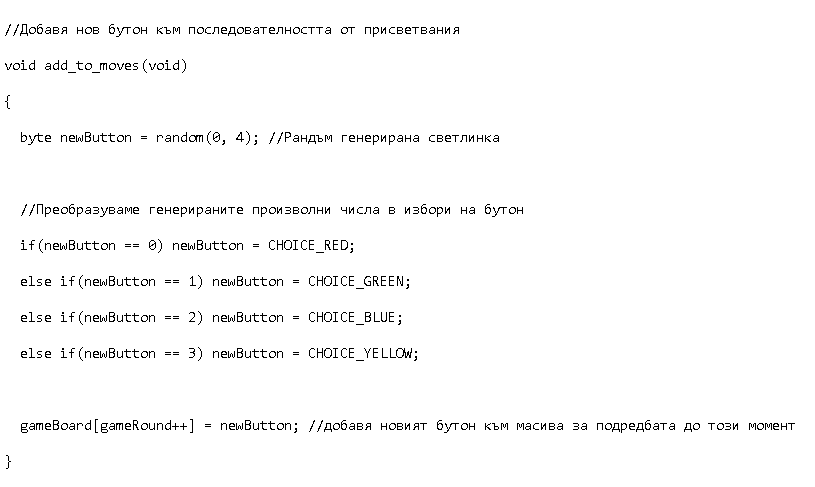 //Добавя нов бутон към последователността от присветвания
void add_to_moves(void)
{
  byte newButton = random(0, 4); //Рандъм генерирана светлинка
  //Преобразуваме генерираните произволни числа в избори на бутон
  if(newButton == 0) newButton = CHOICE_RED;
  else if(newButton == 1) newButton = CHOICE_GREEN;
  else if(newButton == 2) newButton = CHOICE_BLUE;
  else if(newButton == 3) newButton = CHOICE_YELLOW;
  gameBoard[gameRound++] = newButton; //добавя новият бутон към масива за подредбата до този момент
}